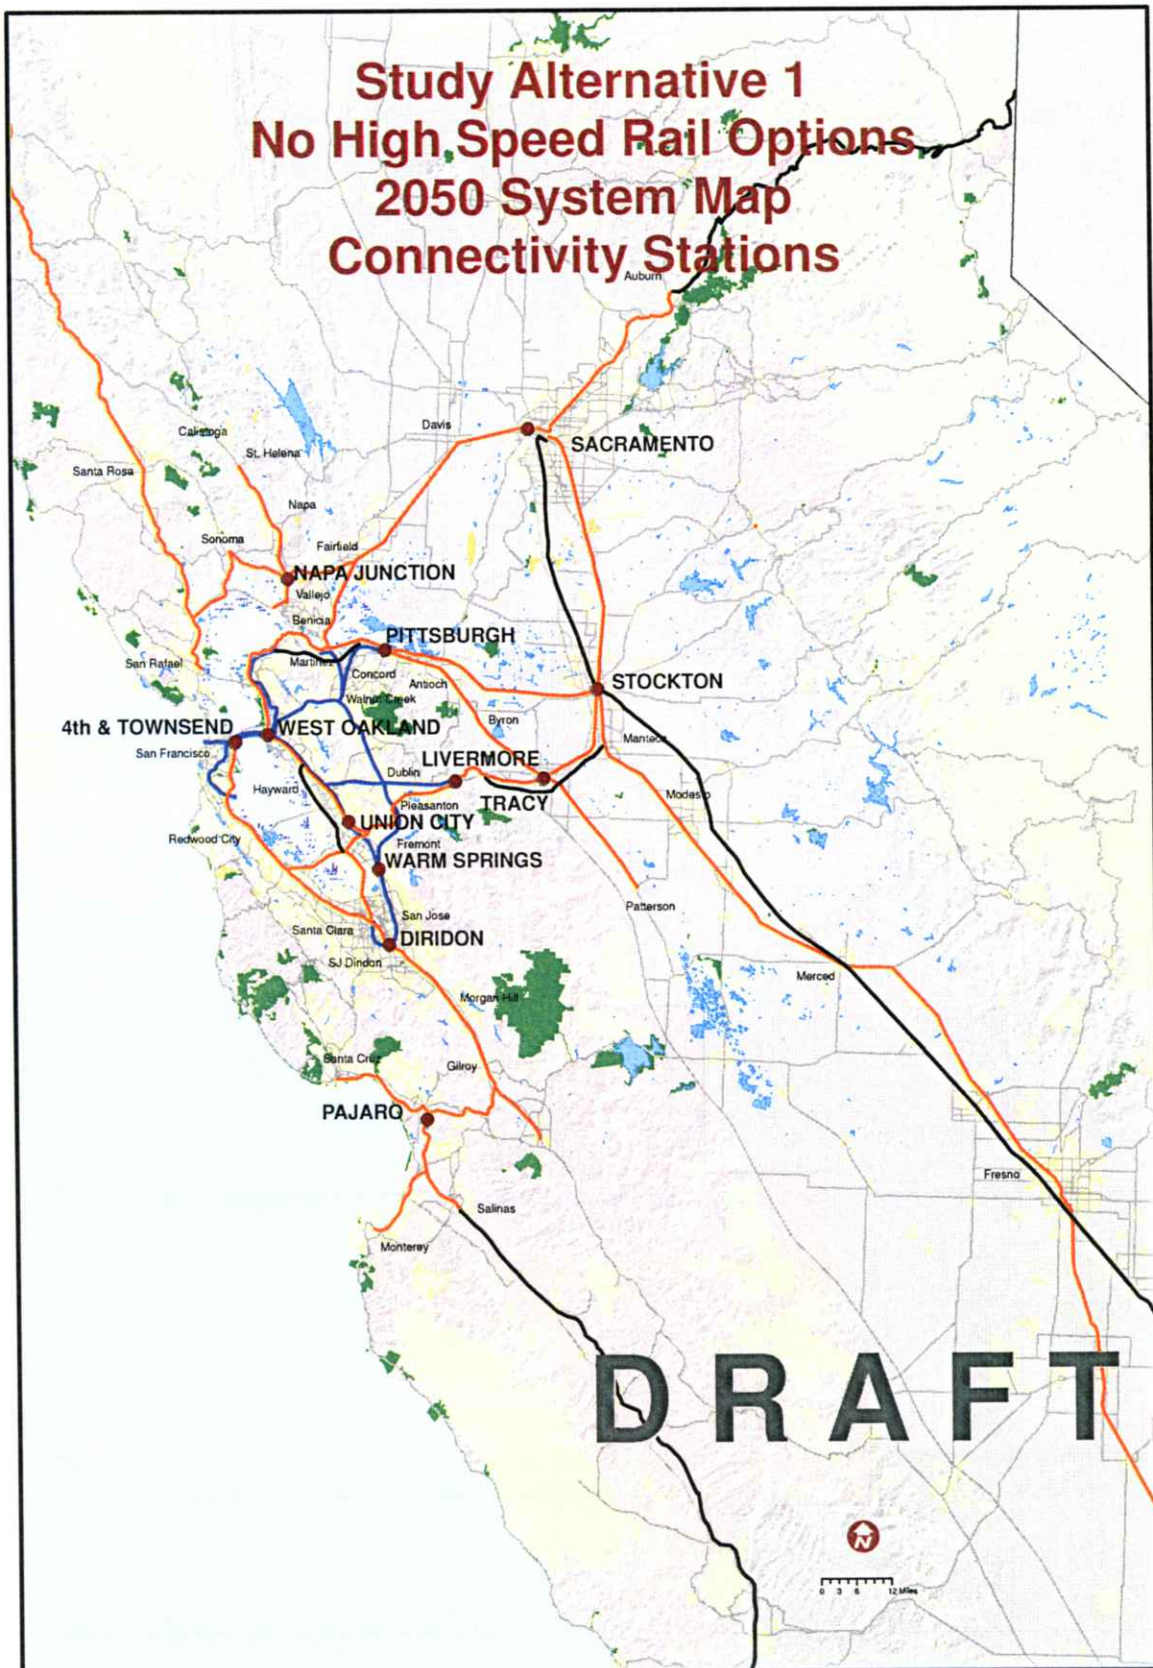 Study Alternative 1
No High Speed Rail Options
2050 System Map
Connectivity Stations
Auburn
Davis
SACRAMENTO
Calistoga
St. Helena
Santa Rosa
Napa
Sonoma
Fairfield
NAPA JUNCTION
Vallejo
Benicia
PITTSBURGH
San Rafael
Martinez
Concord
Antioch
Walnut Creek
STOCKTON
4th & TOWNSEND
WEST OAKLAND
Byron
Manteca
San Francisco
LIVERMORE
Dublin
Hayward
Pleasanton
TRACY
Modesto
UNION CITY
Redwood City
Fremont
WARM SPRINGS
Patterson
San Jose
Santa Clara
DIRIDON
SJ Diridon
Merced
Morgan Hill
Santa Cruz
Gilroy
PAJARO
Fresno
Salinas
Monterey
DRAFT
N
0 3 6 12 Miles